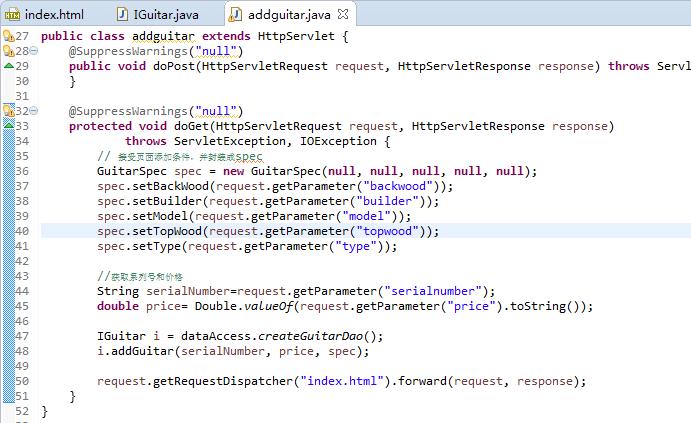 index.html IGuitar.java addguitar.java
27 public class addguitar extends HttpServlet {
28 @SuppressWarnings("null")
29 public void doPost(HttpServletRequest request, HttpServletResponse response) throws Servl
30 }
31
32 @SuppressWarnings("null")
33 protected void doGet(HttpServletRequest request, HttpServletResponse response)
34 throws ServletException, IOException {
35 // 接受页面添加条件，并封装成spec
36 GuitarSpec spec = new GuitarSpec(null, null, null, null, null);
37 spec.setBackWood(request.getParameter("backwood"));
38 spec.setBuilder(request.getParameter("builder"));
39 spec.setModel(request.getParameter("model"));
40 spec.setTopWood(request.getParameter("topwood"));
41 spec.setType(request.getParameter("type"));
42
43 //获取系列号和价格
44 String serialNumber=request.getParameter("serialnumber");
45 double price= Double.valueOf(request.getParameter("price").toString());
46
47 IGuitar i = dataAccess.createGuitarDao();
48 i.addGuitar(serialNumber, price, spec);
49
50 request.getRequestDispatcher("index.html").forward(request, response);
51 }
52 }
53